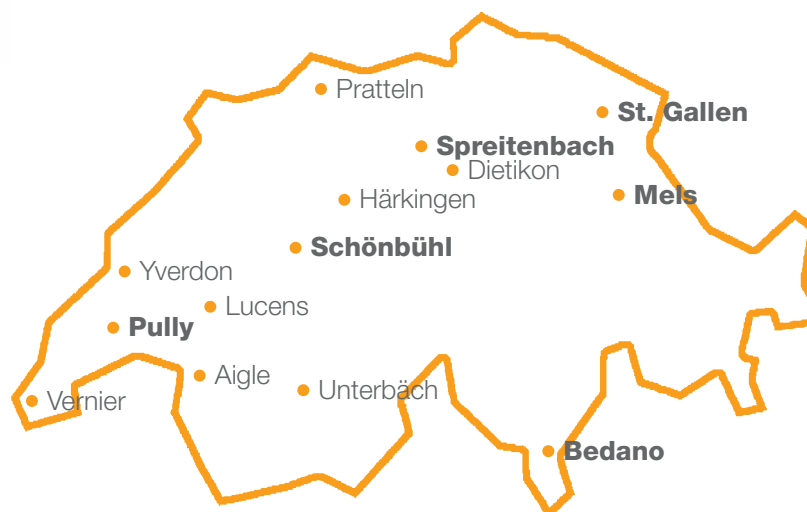 Pratteln
St. Gallen
Spreitenbach
Dietikon
Härkingen
Mels
Schönbühl
Yverdon
Lucens
Pully
Aigle
Unterbäch
Vernier
Bedano